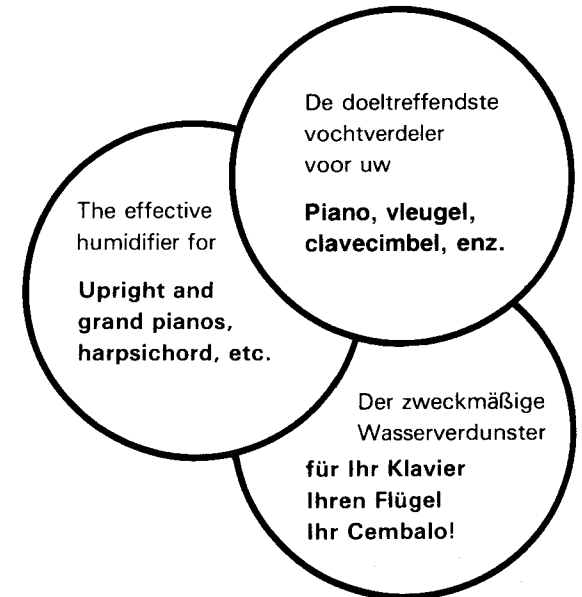 De doeltreffendste
vochtverdeler
voor uw
Piano, vleugel,
clavecimbel, enz.
The effective
humidifier for
Upright and
grand pianos,
harpsichord, etc.
Der zweckmäßige
Wasserverdunster
für Ihr Klavier
Ihren Flügel
Ihr Cembalo!